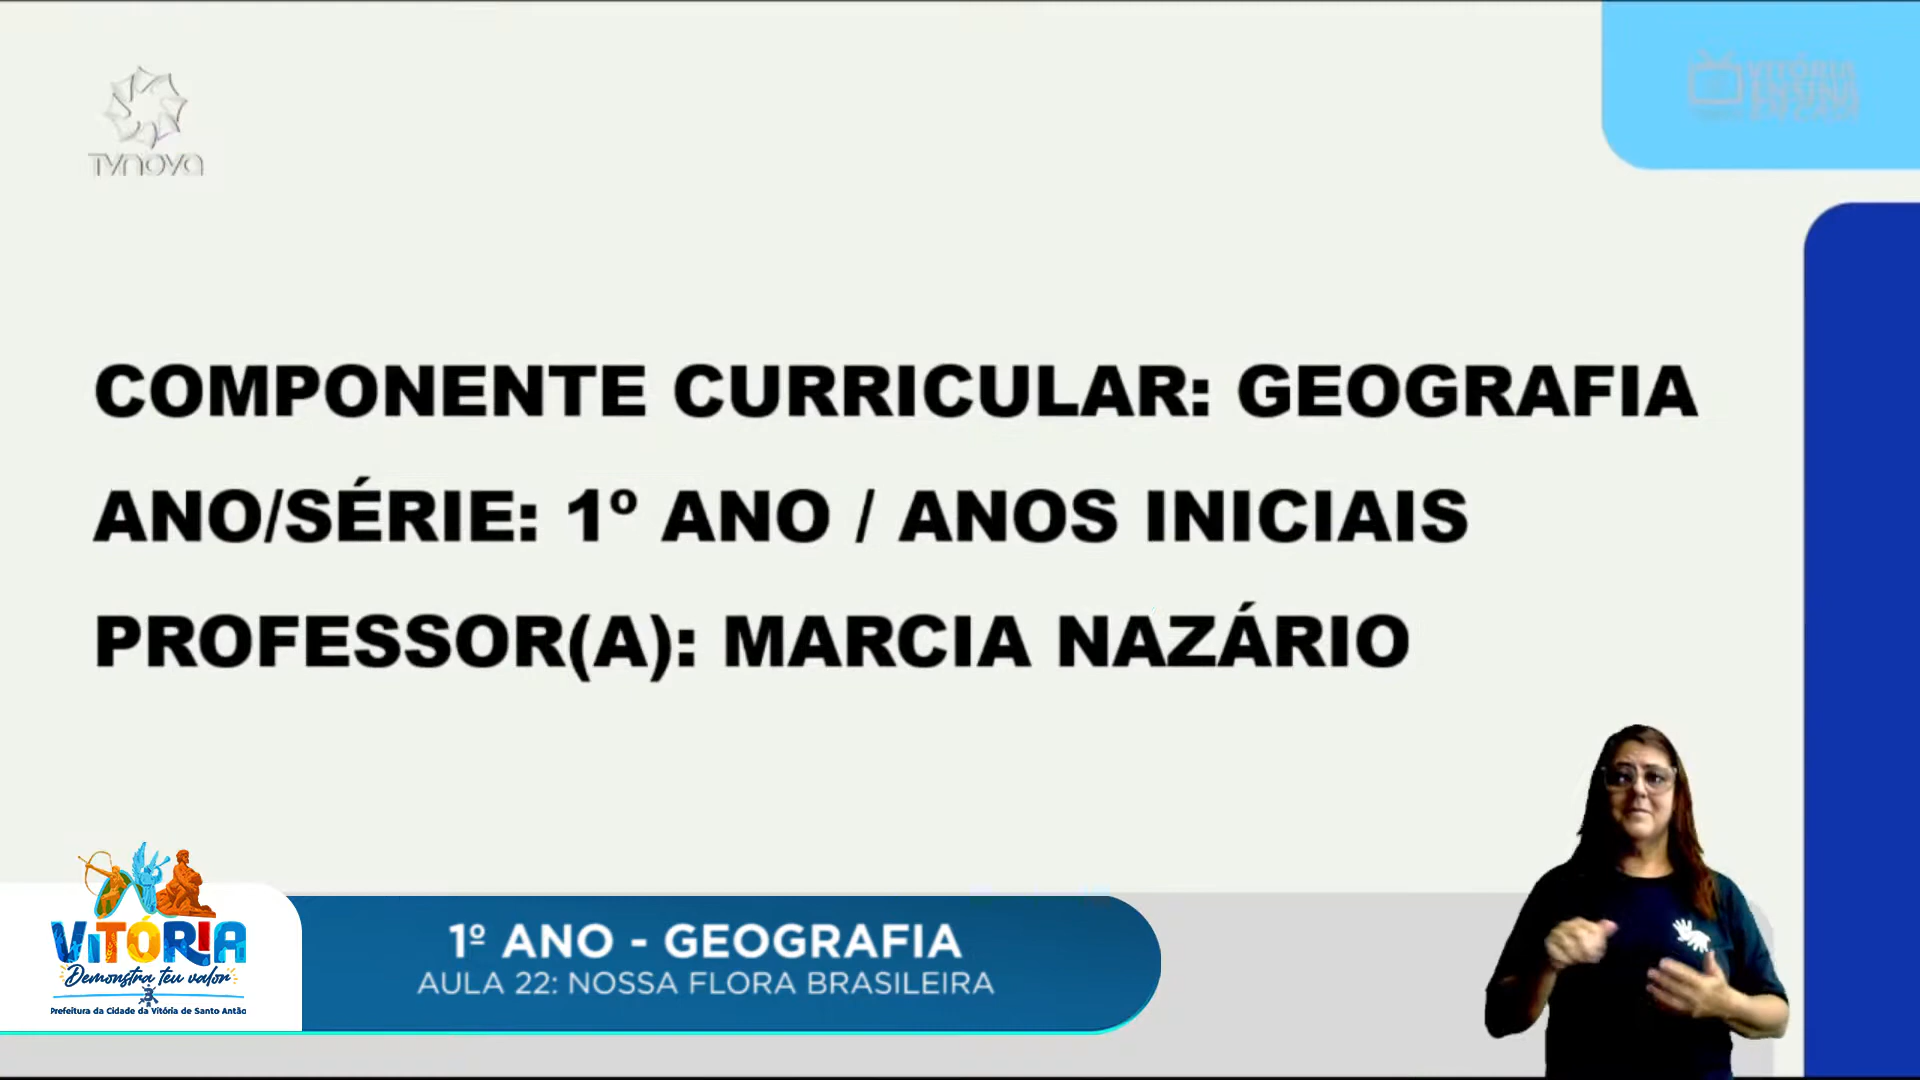 TVNOVA
VITÓRIA
COMPONENTE CURRICULAR: GEOGRAFIA
ANO/SÉRIE: 1º ANO / ANOS INICIAIS
PROFESSOR(A): MARCIA NAZÁRIO
VITÓRIA
Demonstra teu valor
Prefeitura da Cidade da Vitória de Santo Antão
1º ANO - GEOGRAFIA
AULA 22: NOSSA FLORA BRASILEIRA